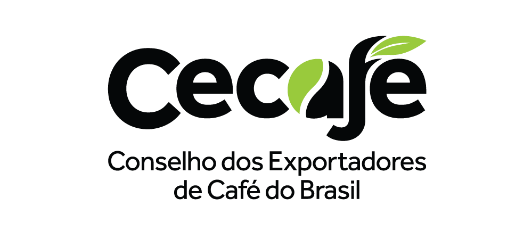 Cecafé
Conselho dos Exportadores
de Café do Brasil